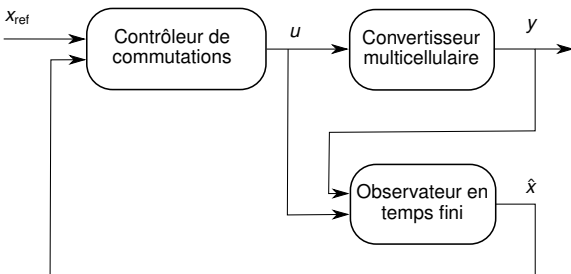 x_ref
Contrôleur de
commutations
u
Convertisseur
multicellulaire
y
Observateur en
temps fini
x̂